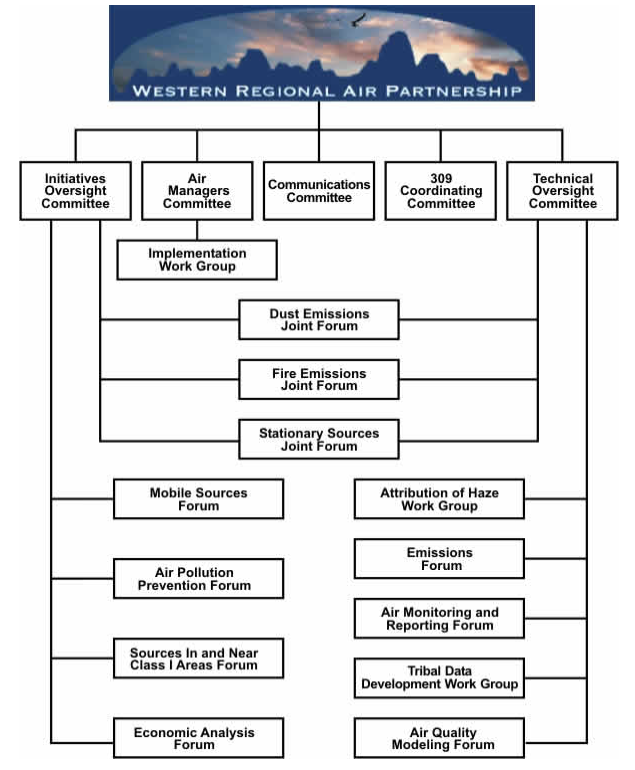 WESTERN REGIONAL AIR PARTNERSHIP
Initiatives
Oversight
Committee
Air
Managers
Committee
Communications
Committee
309
Coordinating
Committee
Technical
Oversight
Committee
Implementation
Work Group
Dust Emissions
Joint Forum
Fire Emissions
Joint Forum
Stationary Sources
Joint Forum
Mobile Sources
Forum
Air Pollution
Prevention Forum
Sources In and Near
Class I Areas Forum
Economic Analysis
Forum
Attribution of Haze
Work Group
Emissions
Forum
Air Monitoring and
Reporting Forum
Tribal Data
Development Work Group
Air Quality
Modeling Forum